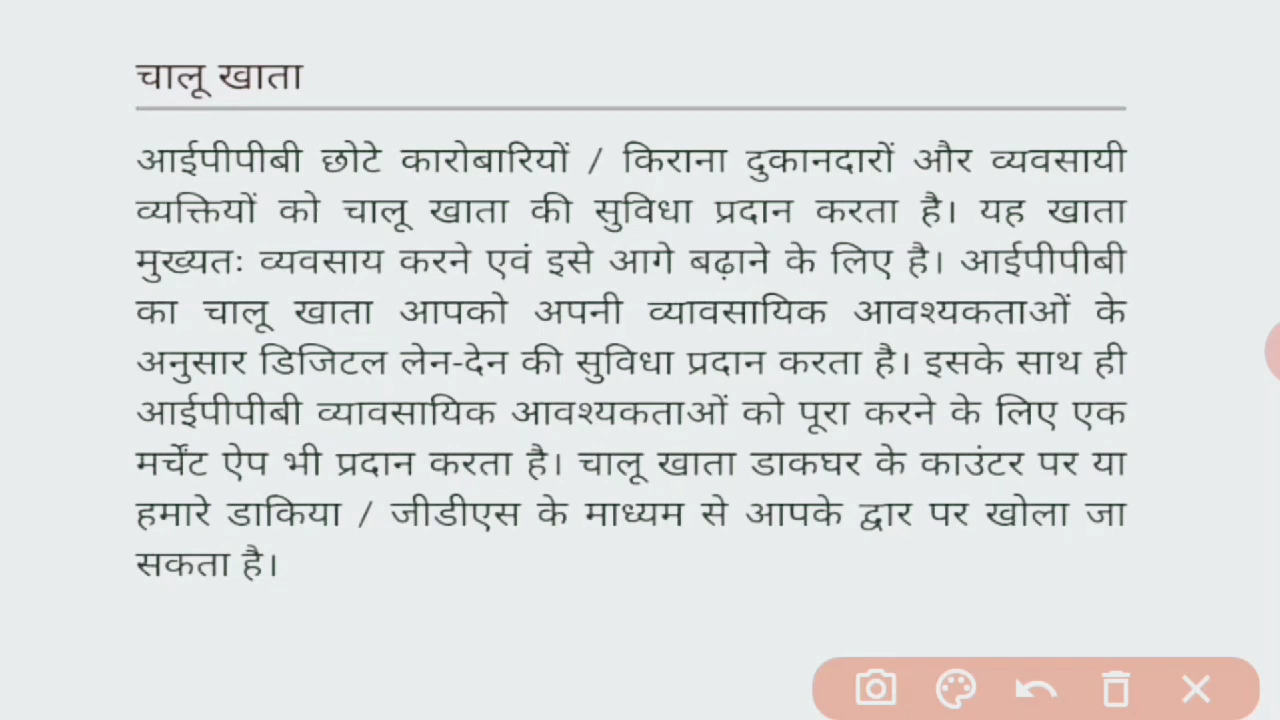 चालू खाता
आईपीपीबी छोटे कारोबारियों / किराना दुकानदारों और व्यवसायी
व्यक्तियों को चालू खाता की सुविधा प्रदान करता है। यह खाता
मुख्यतः व्यवसाय करने एवं इसे आगे बढ़ाने के लिए है। आईपीपीबी
का चालू खाता आपको अपनी व्यावसायिक आवश्यकताओं के
अनुसार डिजिटल लेन-देन की सुविधा प्रदान करता है। इसके साथ ही
आईपीपीबी व्यावसायिक आवश्यकताओं को पूरा करने के लिए एक
मर्चेंट ऐप भी प्रदान करता है। चालू खाता डाकघर के काउंटर पर या
हमारे डाकिया / जीडीएस के माध्यम से आपके द्वार पर खोला जा
सकता है।